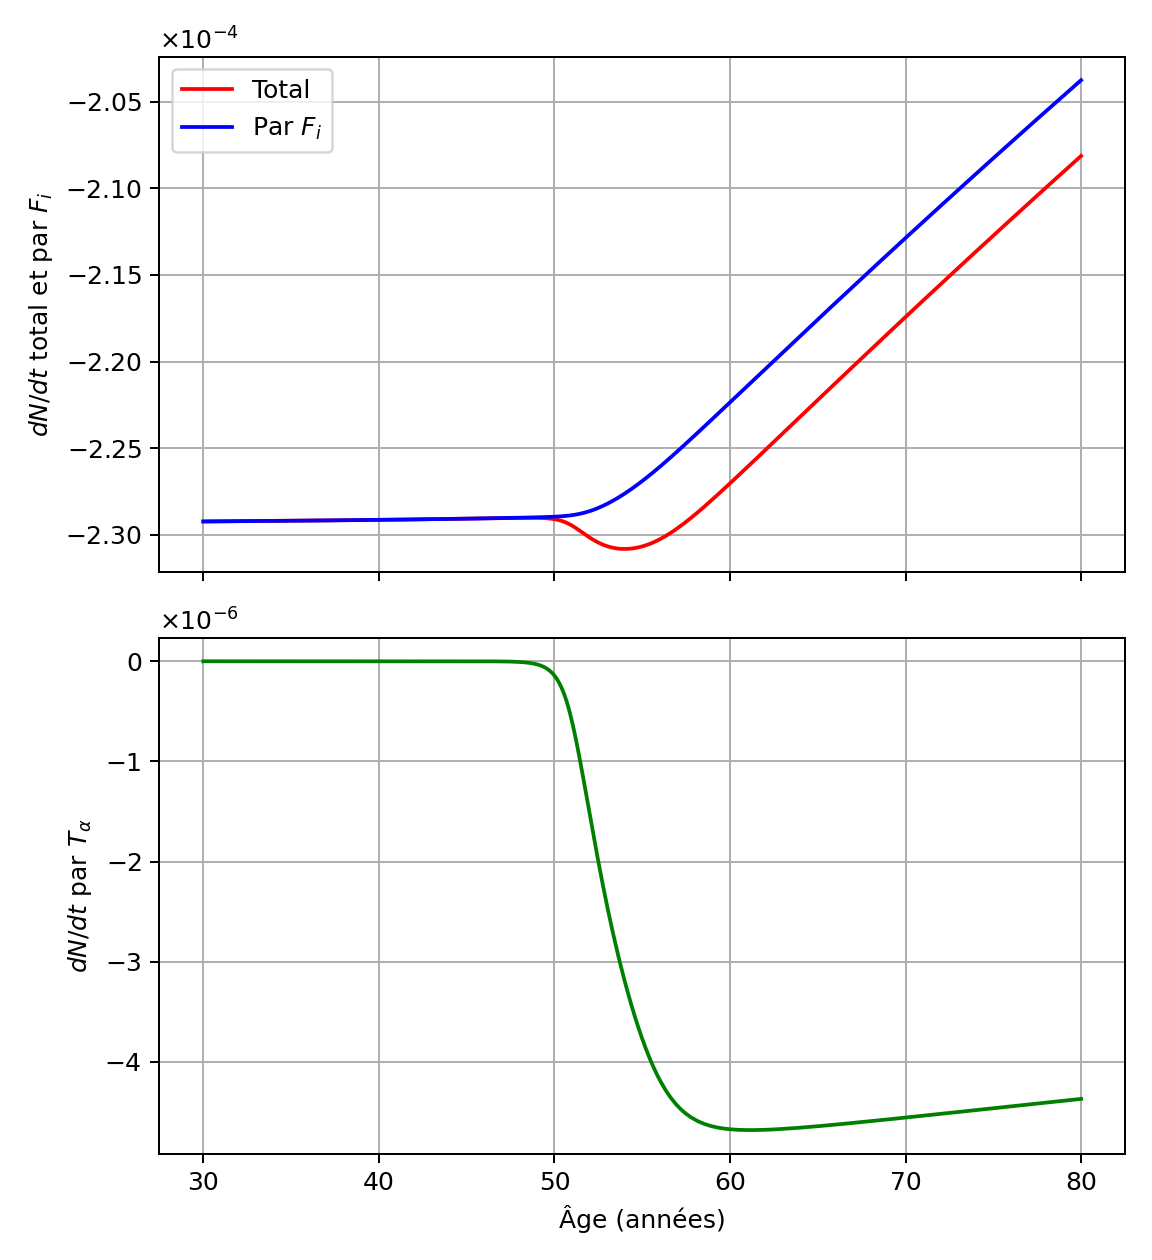 ×10⁻⁴
Total
Par Fᵢ
dN/dt total et par Fᵢ
−2.05
−2.10
−2.15
−2.20
−2.25
−2.30
×10⁻⁶
dN/dt par Tα
0
−1
−2
−3
−4
30 40 50 60 70 80
Âge (années)